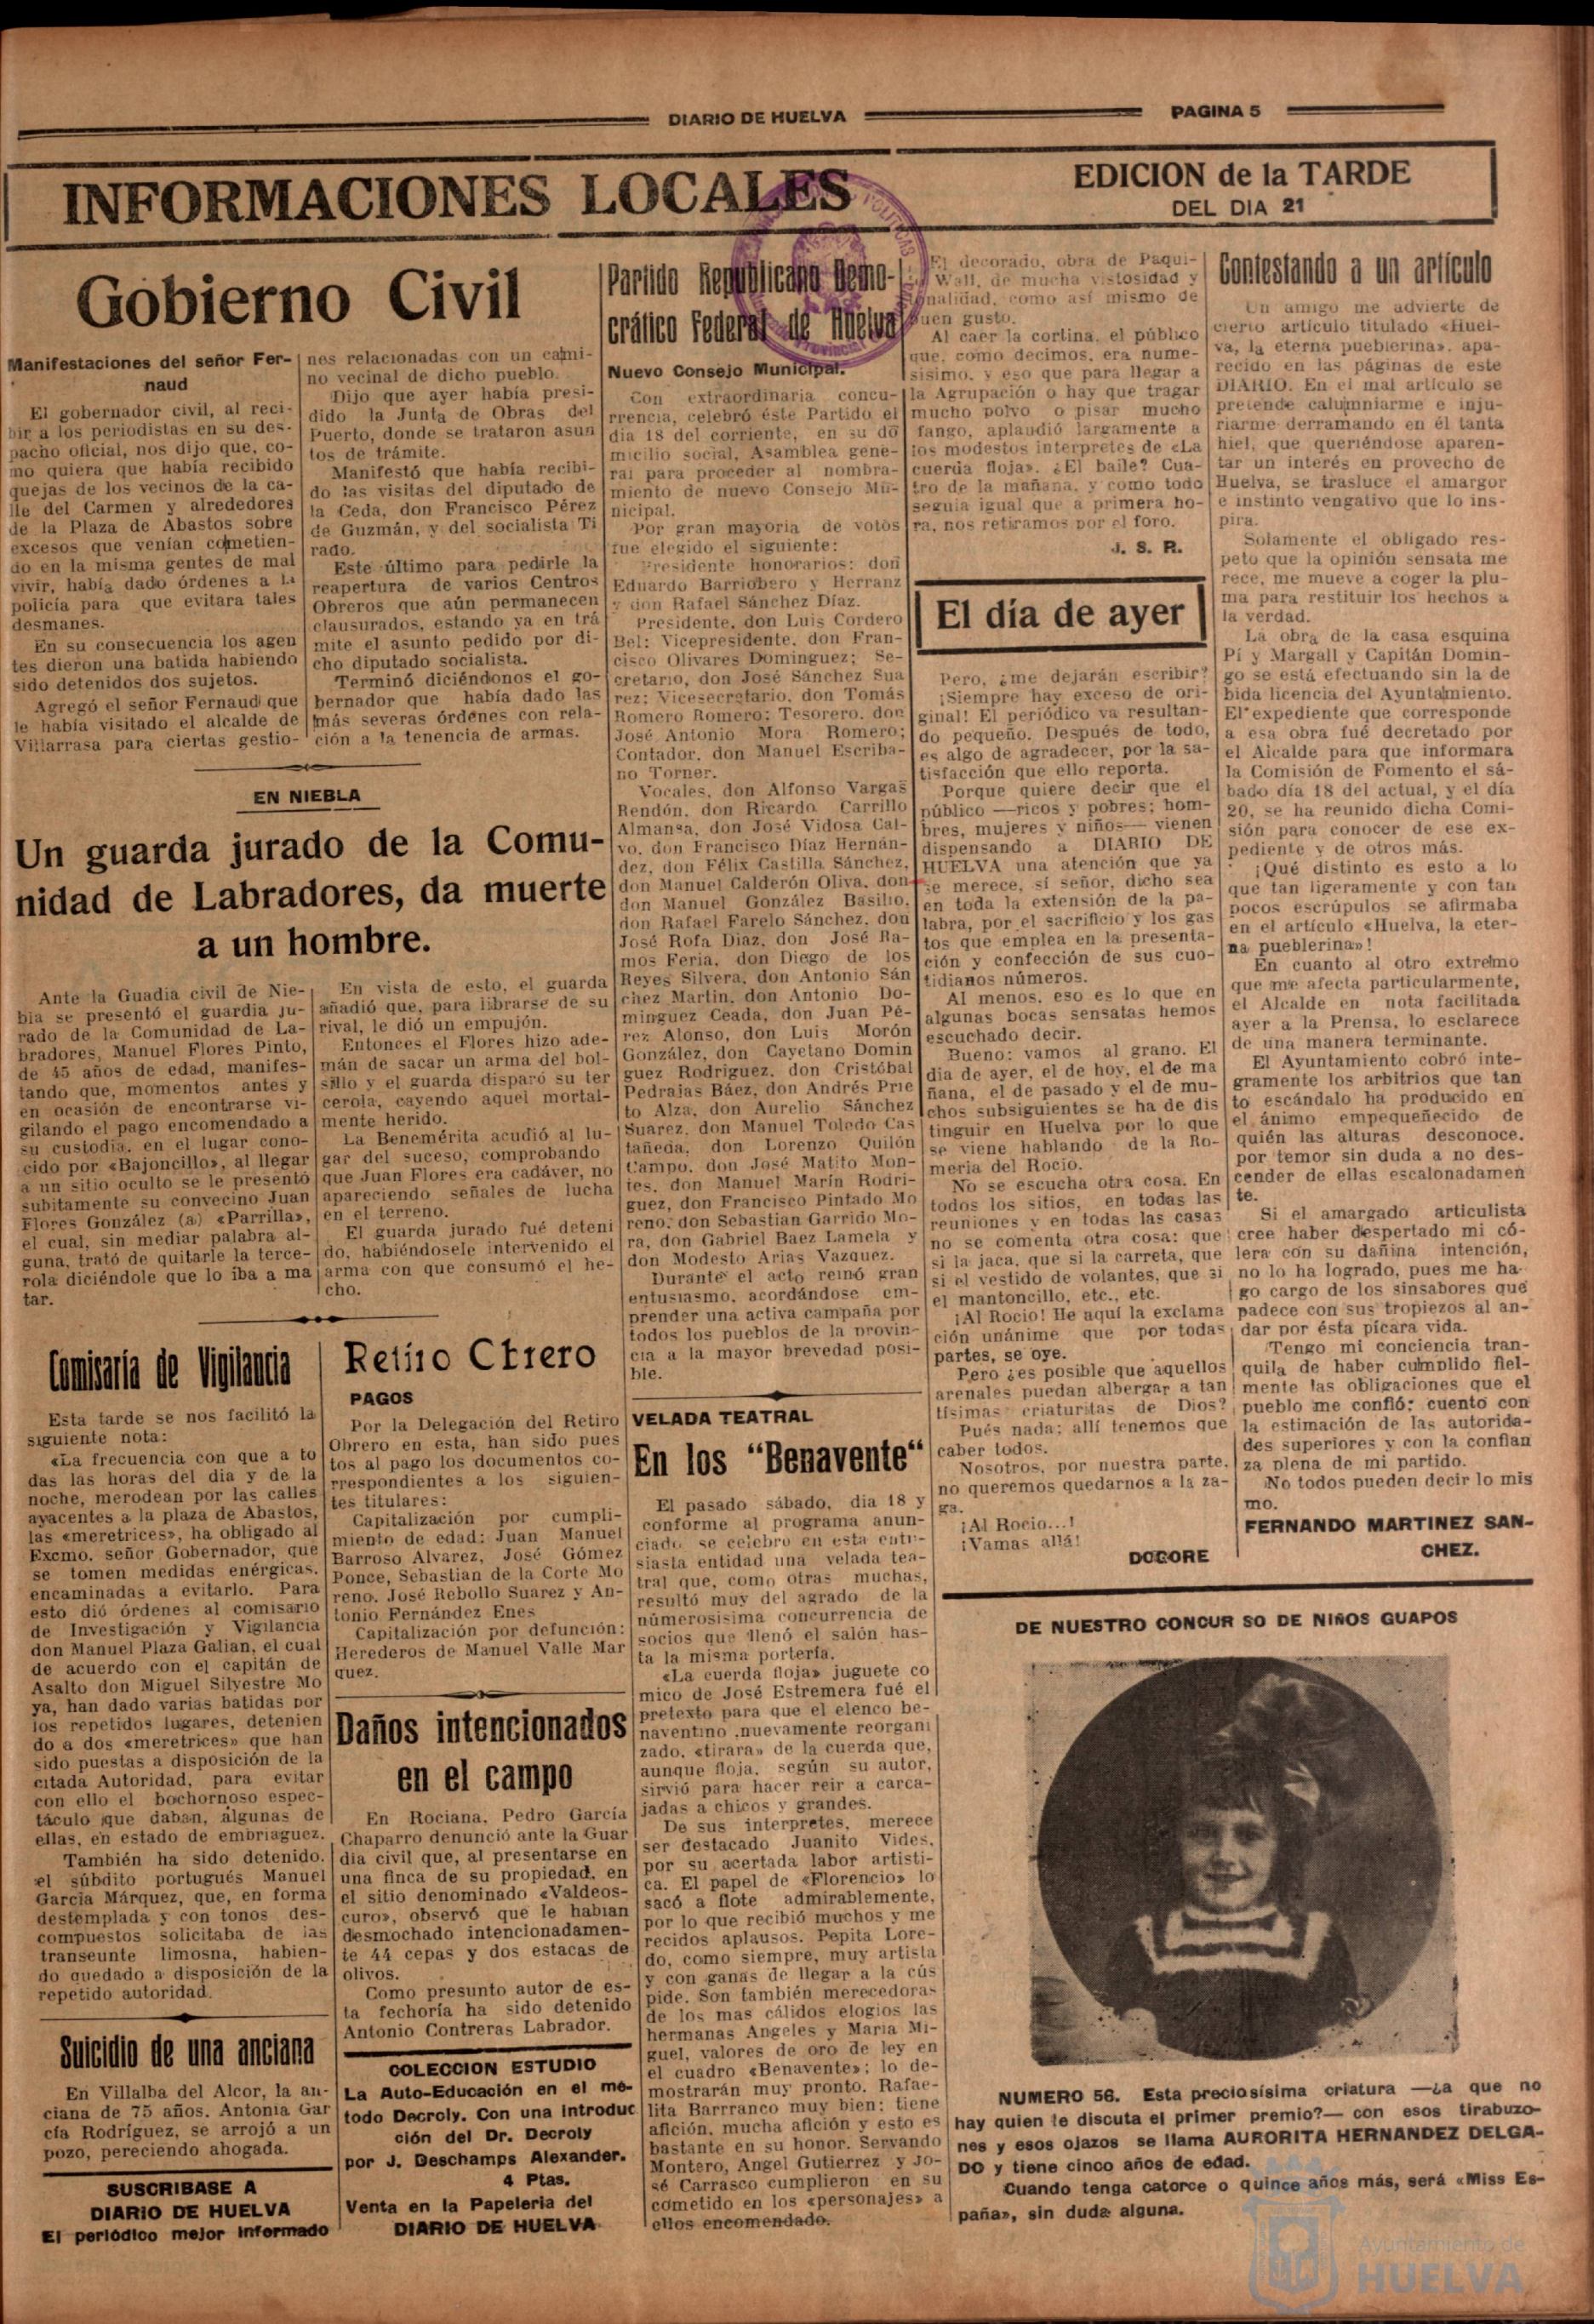 DIARIO DE HUELVA
PAGINA 5
INFORMACIONES LOCALES
EDICION de la TARDE
DEL DIA 21
Gobierno Civil
Manifestaciones del señor Fer-
naud
El gobernador civil, al reci-
bir a los periodistas en su des-
pacho oficial, nos dijo que, co-
mo quiera que había recibido
quejas de los vecinos de la ca-
lle del Carmen y alrededores
de la Plaza de Abastos sobre
excesos que venían cometien-
do en la misma gentes de mal
vivir, había dado órdenes a la
policía para que evitara tales
desmanes.
En su consecuencia los agen
tes dieron una batida habiendo
sido detenidos dos sujetos.
Agregó el señor Fernaud que
le había visitado el alcalde de
Villarrasa para ciertas gestio-
nes relacionadas con un cami-
no vecinal de dicho pueblo.
Dijo que ayer había presi-
dido la Junta de Obras del
Puerto, donde se trataron asun
tos de trámite.
Manifestó que había recibi-
do las visitas del diputado de
la Ceda, don Francisco Pérez
de Guzmán, y del socialista Ti
rado.
Este último para pedirle la
reapertura de varios Centros
Obreros que aún permanecen
clausurados, estando ya en trá
mite el asunto pedido por di-
cho diputado socialista.
Terminó diciéndonos el go-
bernador que había dado las
más severas órdenes con rela-
ción a la tenencia de armas.
EN NIEBLA
Un guarda jurado de la Comu-
nidad de Labradores, da muerte
a un hombre.
Ante la Guadia civil de Nie-
bla se presentó el guardia ju-
rado de la Comunidad de La-
bradores, Manuel Flores Pinto,
de 45 años de edad, manifes-
tando que, momentos antes y
en ocasión de encontrarse vi-
gilando el pago encomendado a
su custodia, en el lugar cono-
cido por «Bajoncillo», al llegar
a un sitio oculto se le presentó
subitamente su convecino Juan
Flores González (a) «Parrilla»,
el cual, sin mediar palabra al-
guna, trató de quitarle la terce-
rola diciéndole que lo iba a ma
tar.
En vista de esto, el guarda
añadió que, para librarse de su
rival, le dió un empujón.
Entonces el Flores hizo ade-
mán de sacar un arma del bol-
sillo y el guarda disparó su ter
cerola, cayendo aquel mortal-
mente herido.
La Benemérita acudió al lu-
gar del suceso, comprobando
que Juan Flores era cadáver, no
apareciendo señales de lucha
en el terreno.
El guarda jurado fué deteni
do, habiéndosele intervenido el
arma con que consumó el he-
cho.
Comisaría de Vigilancia
Esta tarde se nos facilitó la
siguiente nota:
«La frecuencia con que a to
das las horas del dia y de la
noche, merodean por las calles
ayacentes a la plaza de Abastos,
las «meretrices», ha obligado al
Excmo. señor Gobernador, que
se tomen medidas enérgicas.
encaminadas a evitarlo. Para
esto dió órdenes al comisario
de Investigación y Vigilancia
don Manuel Plaza Galian, el cual
de acuerdo con el capitán de
Asalto don Miguel Silvestre Mo
ya, han dado varias batidas por
los repetidos lugares, detenien
do a dos «meretrices» que han
sido puestas a disposición de la
citada Autoridad, para evitar
con ello el bochornoso espec-
táculo que daban, algunas de
ellas, en estado de embriaguez.
También ha sido detenido,
el súbdito portugués Manuel
García Márquez, que, en forma
destemplada y con tonos des-
compuestos solicitaba de las
transeunte limosna, habien-
do quedado a disposición de la
repetido autoridad.
Suicidio de una anciana
En Villalba del Alcor, la an-
ciana de 75 años. Antonia Gar
cía Rodríguez, se arrojó a un
pozo, pereciendo ahogada.
SUSCRIBASE A
DIARIO DE HUELVA
El periódico mejor informado
Retiro Obrero
PAGOS
Por la Delegación del Retiro
Obrero en esta, han sido pues
tos al pago los documentos co-
rrespondientes a los siguien-
tes titulares:
Capitalización por cumpli-
miento de edad: Juan Manuel
Barroso Alvarez, José Gómez
Ponce, Sebastian de la Corte Mo
reno. José Rebollo Suarez y An-
tonio Fernández Enes
Capitalización por defunción:
Herederos de Manuel Valle Mar
quez.
Daños intencionados
en el campo
En Rociana, Pedro García
Chaparro denunció ante la Guar
dia civil que, al presentarse en
una finca de su propiedad, en
el sitio denominado «Valdeos-
curo», observó que le habían
desmochado intencionadamen-
te 44 cepas y dos estacas de
olivos.
Como presunto autor de es-
ta fechoría ha sido detenido
Antonio Contreras Labrador.
COLECCION ESTUDIO
La Auto-Educación en el mé-
todo Decroly. Con una introduc
ción del Dr. Decroly
por J. Deschamps Alexander.
4 Ptas.
Venta en la Papeleria del
DIARIO DE HUELVA
Partido Republicano Demo-
crático Federal de Huelva
Nuevo Consejo Municipal.
Con extraordinaria concu-
rrencia, celebró éste Partido el
dia 18 del corriente, en su do
micilio social, Asamblea gene-
ral para proceder al nombra-
miento de nuevo Consejo Mu-
nicipal.
Por gran mayoria de votos
fue elegido el siguiente:
Presidente honorarios: don
Eduardo Barriobero y Herranz
y don Rafael Sánchez Díaz.
Presidente, don Luis Cordero
Bel: Vicepresidente, don Fran-
cisco Olivares Dominguez; Se-
cretario, don José Sánchez Sua
rez; Vicesecretario, don Tomás
Romero Romero; Tesorero, don
José Antonio Mora Romero;
Contador, don Manuel Escriba-
no Torner.
Vocales, don Alfonso Vargas
Rendón, don Ricardo Carrillo
Almansa, don José Vidosa Cal-
vo, don Francisco Díaz Hernán-
dez, don Félix Castilla Sánchez,
don Manuel Calderón Oliva, don
don Manuel González Basilio,
don Rafael Farelo Sánchez, don
José Rofa Diaz, don José Ra-
mos Feria, don Diego de los
Reyes Silvera, don Antonio Sán
chez Martin, don Antonio Do-
minguez Ceada, don Juan Pé-
rez Alonso, don Luis Morón
González, don Cayetano Domin
guez Rodriguez, don Cristóbal
Pedrajas Báez, don Andrés Prie
to Alza, don Aurelio Sánchez
Suarez, don Manuel Toledo Cas
tañeda, don Lorenzo Quilón
Campo, don José Matito Mon-
tes, don Manuel Marín Rodri-
guez, don Francisco Pintado Mo
reno, don Sebastian Garrido Mo-
ra, don Gabriel Baez Lamela y
don Modesto Arias Vazquez.
Durante el acto reinó gran
entusiasmo, acordándose em-
prender una activa campaña por
todos los pueblos de la provin-
cia a la mayor brevedad posi-
ble.
VELADA TEATRAL
En los “Benavente“
El pasado sábado, dia 18 y
conforme al programa anun-
ciado se celebro en esta entu-
siasta entidad una velada tea-
tral que, como otras muchas,
resultó muy del agrado de la
númerosisima concurrencia de
socios que llenó el salón has-
ta la misma portería.
«La cuerda floja» juguete co
mico de José Estremera fué el
pretexto para que el elenco be-
naventino ,nuevamente reorgani
zado, «tirara» de la cuerda que,
aunque floja, según su autor,
sirvió para hacer reir a carca-
jadas a chicos y grandes.
De sus interpretes, merece
ser destacado Juanito Vides,
por su acertada labor artisti-
ca. El papel de «Florencio» lo
sacó a flote admirablemente,
por lo que recibió muchos y me
recidos aplausos. Pepita Lore-
do, como siempre, muy artista
y con ganas de llegar a la cús
pide. Son también merecedoras
de los mas cálidos elogios las
hermanas Angeles y Maria Mi-
guel, valores de oro de ley en
el cuadro «Benavente»; lo de-
mostrarán muy pronto. Rafae-
lita Barrranco muy bien; tiene
afición, mucha afición y esto es
bastante en su honor. Servando
Montero, Angel Gutierrez y Jo-
sé Carrasco cumplieron en su
cometido en los «personajes» a
ellos encomendado.
El decorado, obra de Paqui-
Wall, de mucha vistosidad y
nalidad, como así mismo de
buen gusto.
Al caer la cortina, el público
que, como decimos, era nume-
sisimo, y eso que para llegar a
la Agrupación o hay que tragar
mucho polvo o pisar mucho
fango, aplaudió largamente a
los modestos interpretes de «La
cuerda floja». ¿El baile? Cua-
tro de la mañana, y como todo
seguia igual que a primera ho-
ra, nos retiramos por el foro.
J. S. R.
El día de ayer
Pero, ¿me dejarán escribir?
¡Siempre hay exceso de ori-
ginal! El periódico va resultan-
do pequeño. Después de todo,
es algo de agradecer, por la sa-
tisfacción que ello reporta.
Porque quiere decir que el
público —ricos y pobres; hom-
bres, mujeres y niños— vienen
dispensando a DIARIO DE
HUELVA una atención que ya
se merece, sí señor, dicho sea
en toda la extensión de la pa-
labra, por el sacrificio y los gas
tos que emplea en la presenta-
ción y confección de sus cuo-
tidianos números.
Al menos, eso es lo que en
algunas bocas sensatas hemos
escuchado decir.
Bueno: vamos al grano. El
dia de ayer, el de hoy, el de ma
ñana, el de pasado y el de mu-
chos subsiguientes se ha de dis
tinguir en Huelva por lo que
se viene hablando de la Ro-
meria del Rocio.
No se escucha otra cosa. En
todos los sitios, en todas las
reuniones y en todas las casas
no se comenta otra cosa: que
si la jaca, que si la carreta, que
si el vestido de volantes, que si
el mantoncillo, etc., etc.
¡Al Rocio! He aquí la exclama
ción unánime que por todas
partes, se oye.
Pero ¿es posible que aquellos
arenales puedan albergar a tan
tísimas criaturitas de Dios?
Pués nada; allí tenemos que
caber todos.
Nosotros, por nuestra parte,
no queremos quedarnos a la za-
ga.
¡Al Rocio...!
¡Vamas allá!
DOGORE
Contestando a un artículo
Un amigo me advierte de
cierto artículo titulado «Huel-
va, la eterna pueblerina», apa-
recido en las páginas de este
DIARIO. En el mal artículo se
pretende calumniarme e inju-
riarme derramando en él tanta
hiel, que queriéndose aparen-
tar un interés en provecho de
Huelva, se trasluce el amargor
e instinto vengativo que lo ins-
pira.
Solamente el obligado res-
peto que la opinión sensata me
rece, me mueve a coger la plu-
ma para restituir los hechos a
la verdad.
La obra de la casa esquina
Pí y Margall y Capitán Domin-
go se está efectuando sin la de
bida licencia del Ayuntamiento.
El expediente que corresponde
a esa obra fué decretado por
el Alcalde para que informara
la Comisión de Fomento el sá-
bado día 18 del actual, y el día
20, se ha reunido dicha Comi-
sión para conocer de ese ex-
pediente y de otros más.
¡Qué distinto es esto a lo
que tan ligeramente y con tan
pocos escrúpulos se afirmaba
en el artículo «Huelva, la eter-
na pueblerina»!
En cuanto al otro extremo
que me afecta particularmente,
el Alcalde en nota facilitada
ayer a la Prensa, lo esclarece
de una manera terminante.
El Ayuntamiento cobró inte-
gramente los arbitrios que tan
to escándalo ha producido en
el ánimo empequeñecido de
quién las alturas desconoce,
por temor sin duda a no des-
cender de ellas escalonadamen
te.
Si el amargado articulista
cree haber despertado mi có-
lera con su dañina intención,
no lo ha logrado, pues me ha-
go cargo de los sinsabores que
padece con sus tropiezos al an-
dar por ésta pícara vida.
Tengo mi conciencia tran-
quila de haber cumplido fiel-
mente las obligaciones que el
pueblo me confió; cuento con
la estimación de las autorida-
des superiores y con la confian
za plena de mi partido.
No todos pueden decir lo mis
mo.
FERNANDO MARTINEZ SAN-
CHEZ.
DE NUESTRO CONCUR SO DE NIÑOS GUAPOS
NUMERO 56. Esta preciosísima criatura —¿a que no
hay quien le discuta el primer premio?— con esos tirabuzo-
nes y esos ojazos se llama AURORITA HERNANDEZ DELGA-
DO y tiene cinco años de edad.
Cuando tenga catorce o quince años más, será «Miss Es-
paña», sin duda alguna.
Ayuntamiento de
HUELVA